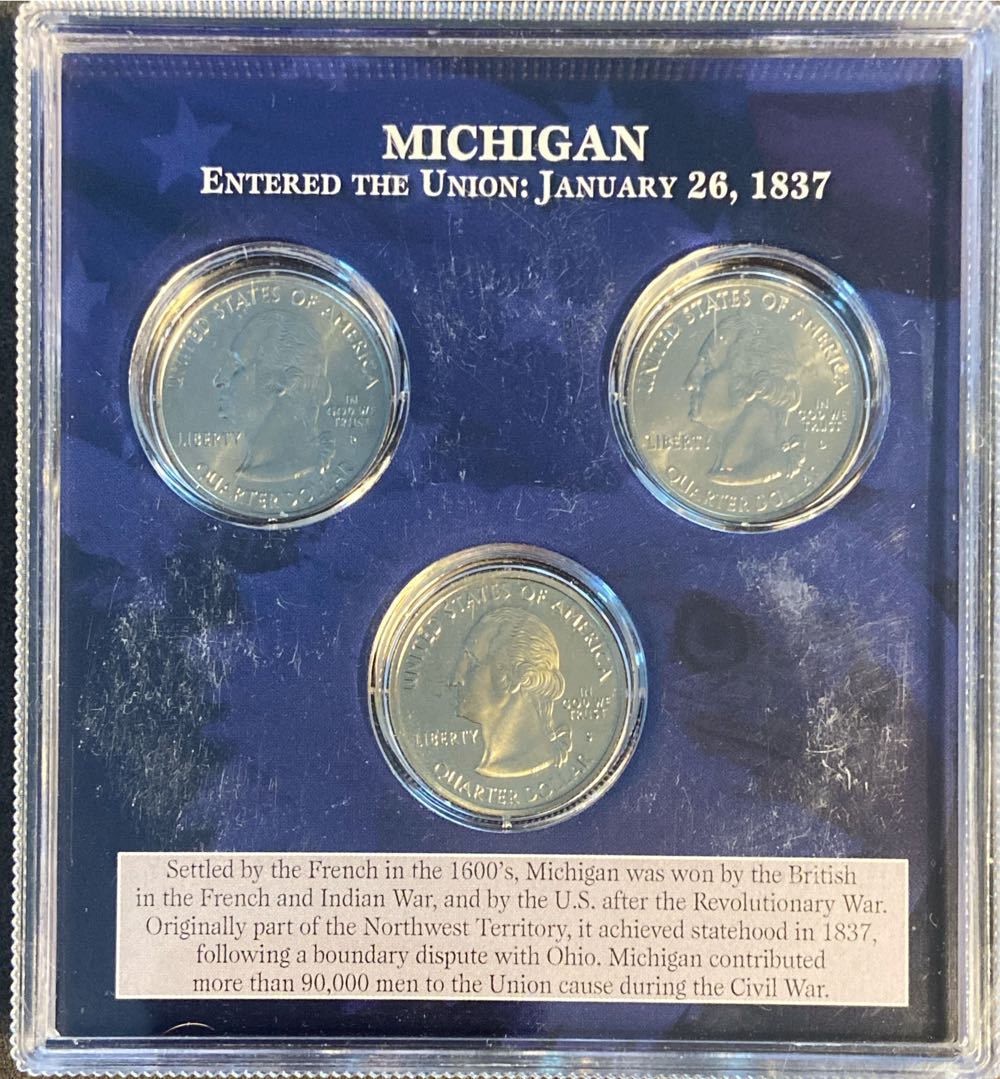 MICHIGAN
ENTERED THE UNION: JANUARY 26, 1837
UNITED STATES OF AMERICA
IN
GOD WE
TRUST
LIBERTY
QUARTER DOLLAR
UNITED STATES OF AMERICA
IN
GOD WE
TRUST
LIBERTY
QUARTER DOLLAR
UNITED STATES OF AMERICA
IN
GOD WE
TRUST
LIBERTY
QUARTER DOLLAR
Settled by the French in the 1600's, Michigan was won by the British
in the French and Indian War, and by the U.S. after the Revolutionary War.
Originally part of the Northwest Territory, it achieved statehood in 1837,
following a boundary dispute with Ohio. Michigan contributed
more than 90,000 men to the Union cause during the Civil War.